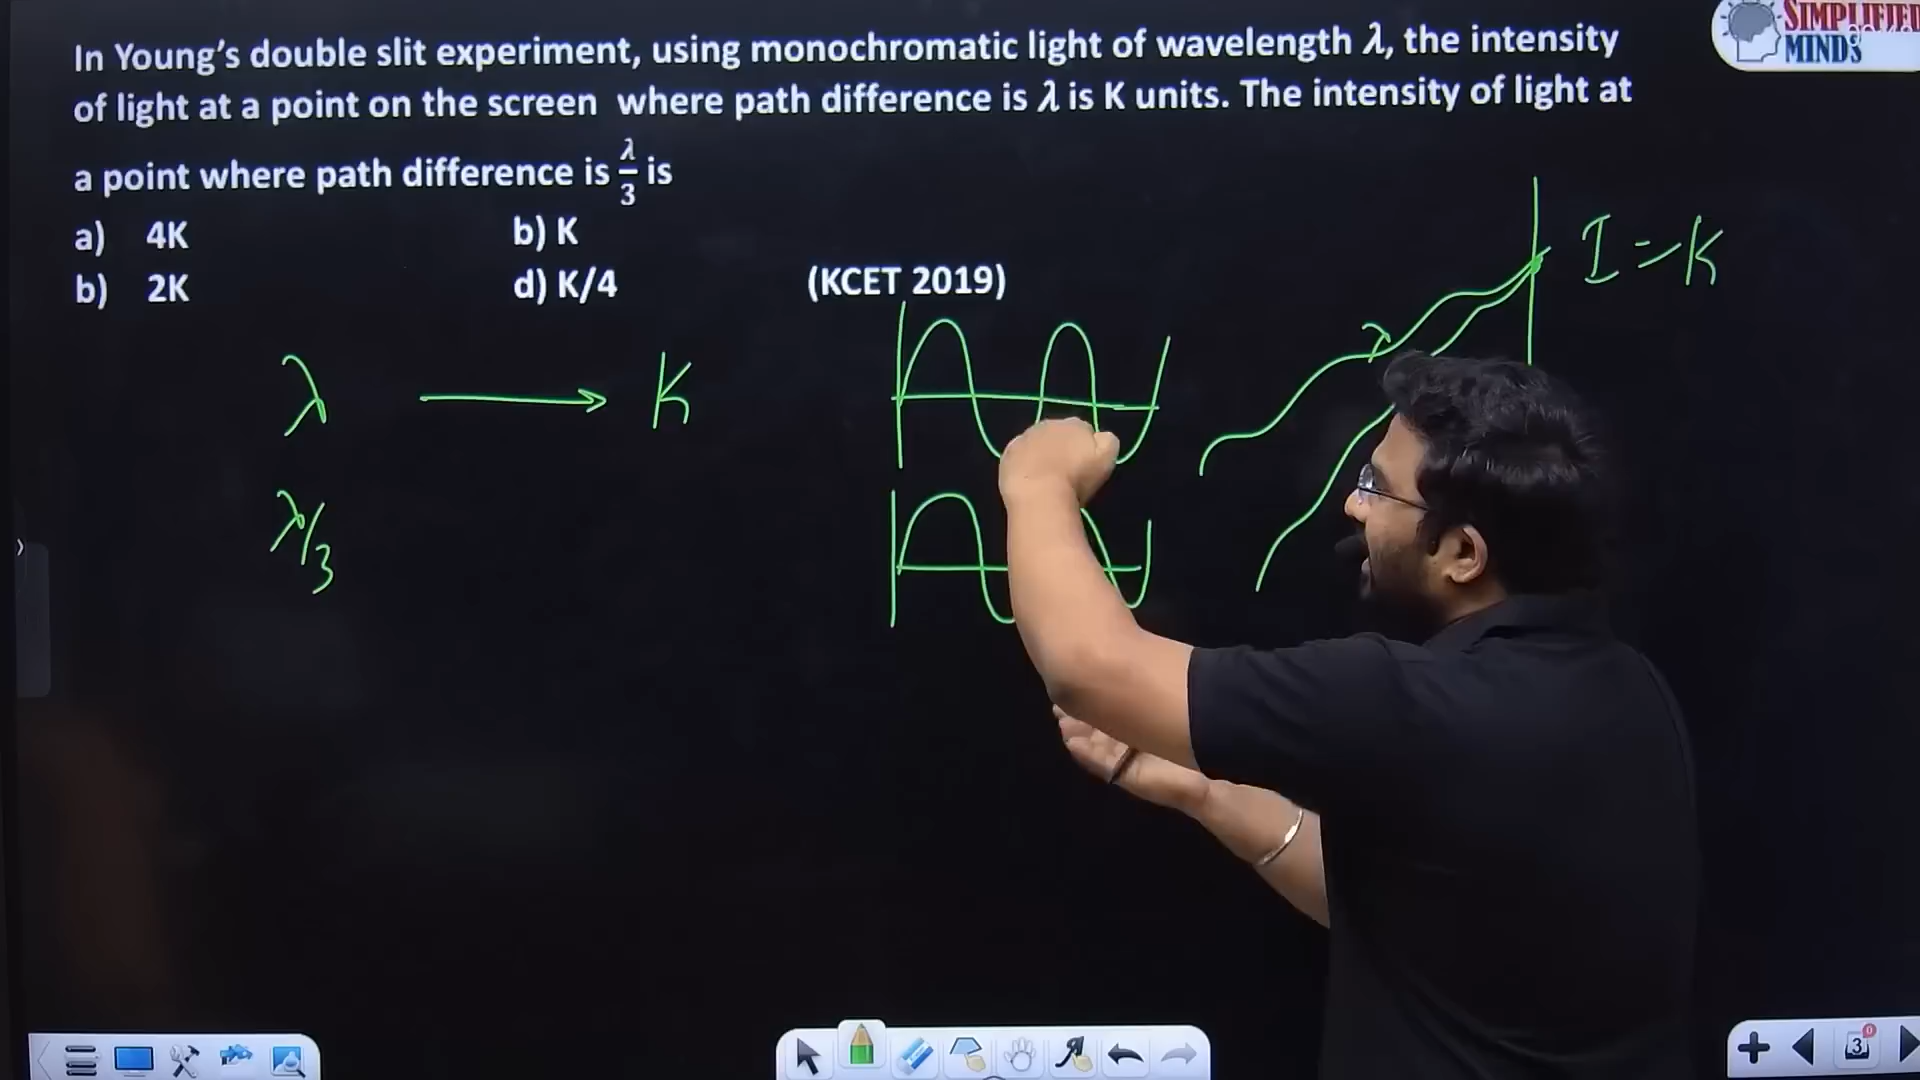 In Young's double slit experiment, using monochromatic light of wavelength λ, the intensity
of light at a point on the screen where path difference is λ is K units. The intensity of light at
a point where path difference is λ/3 is
a) 4K b) K
b) 2K d) K/4 (KCET 2019)
SIMPLIFIED
MINDS
I = K
λ
λ → K
λ/3
3
0